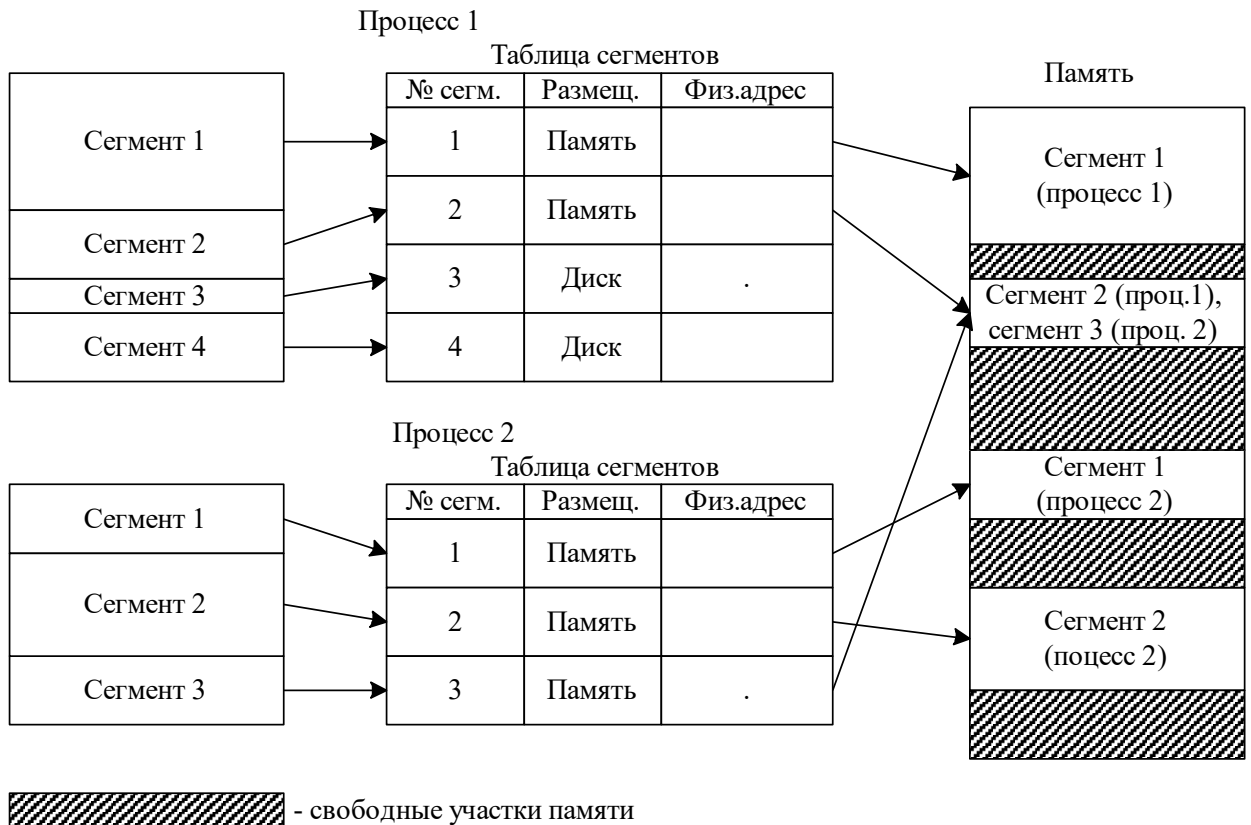 Процесс 1
Таблица сегментов
Память
№ сегм. Размещ. Физ.адрес
Сегмент 1
1 Память
Сегмент 1
(процесс 1)
Сегмент 2
2 Память
Сегмент 3
3 Диск .
Сегмент 2 (проц.1),
сегмент 3 (проц. 2)
Сегмент 4
4 Диск
Процесс 2
Таблица сегментов
Сегмент 1
(процесс 2)
№ сегм. Размещ. Физ.адрес
Сегмент 1
1 Память
Сегмент 2
2 Память
Сегмент 2
(поцесс 2)
Сегмент 3
3 Память .
- свободные участки памяти